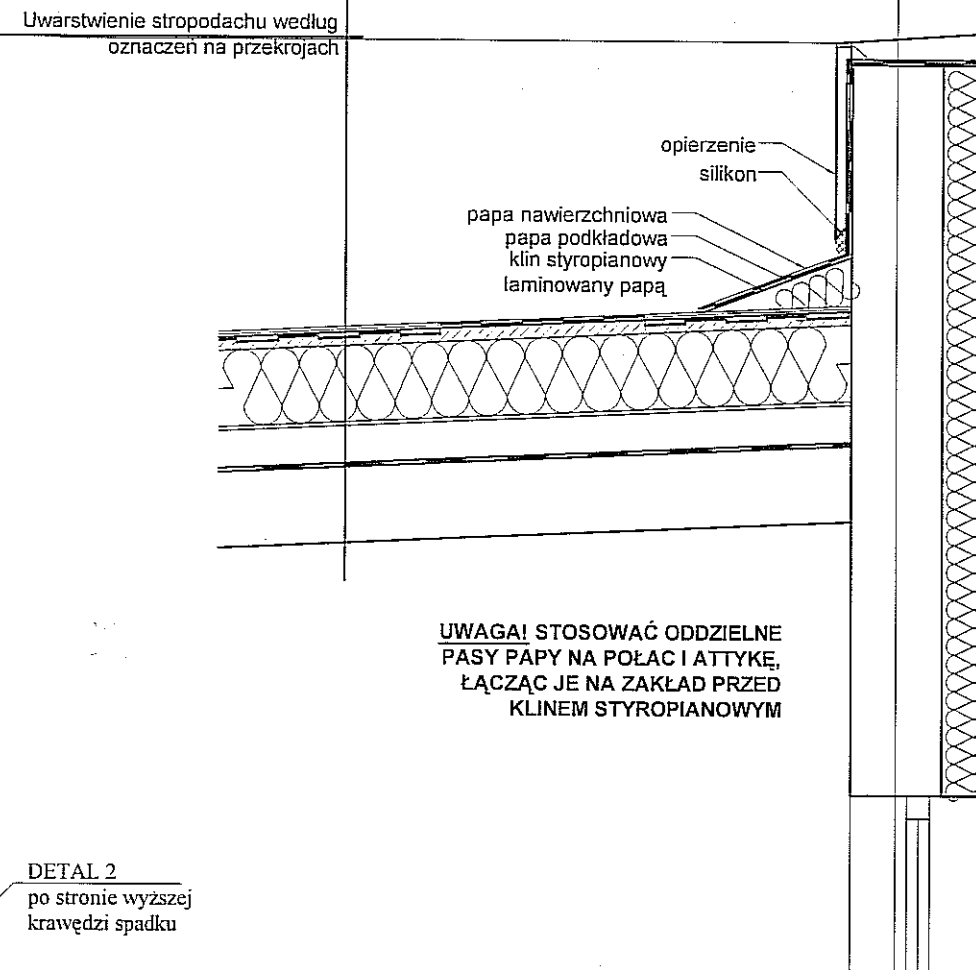 Uwarstwienie stropodachu według
oznaczeń na przekrojach
opierzenie
silikon
papa nawierzchniowa
papa podkładowa
klin styropianowy
laminowany papą
UWAGA! STOSOWAĆ ODDZIELNE
PASY PAPY NA POŁAĆ I ATTYKĘ,
ŁĄCZĄC JE NA ZAKŁAD PRZED
KLINEM STYROPIANOWYM
DETAL 2
po stronie wyższej
krawędzi spadku